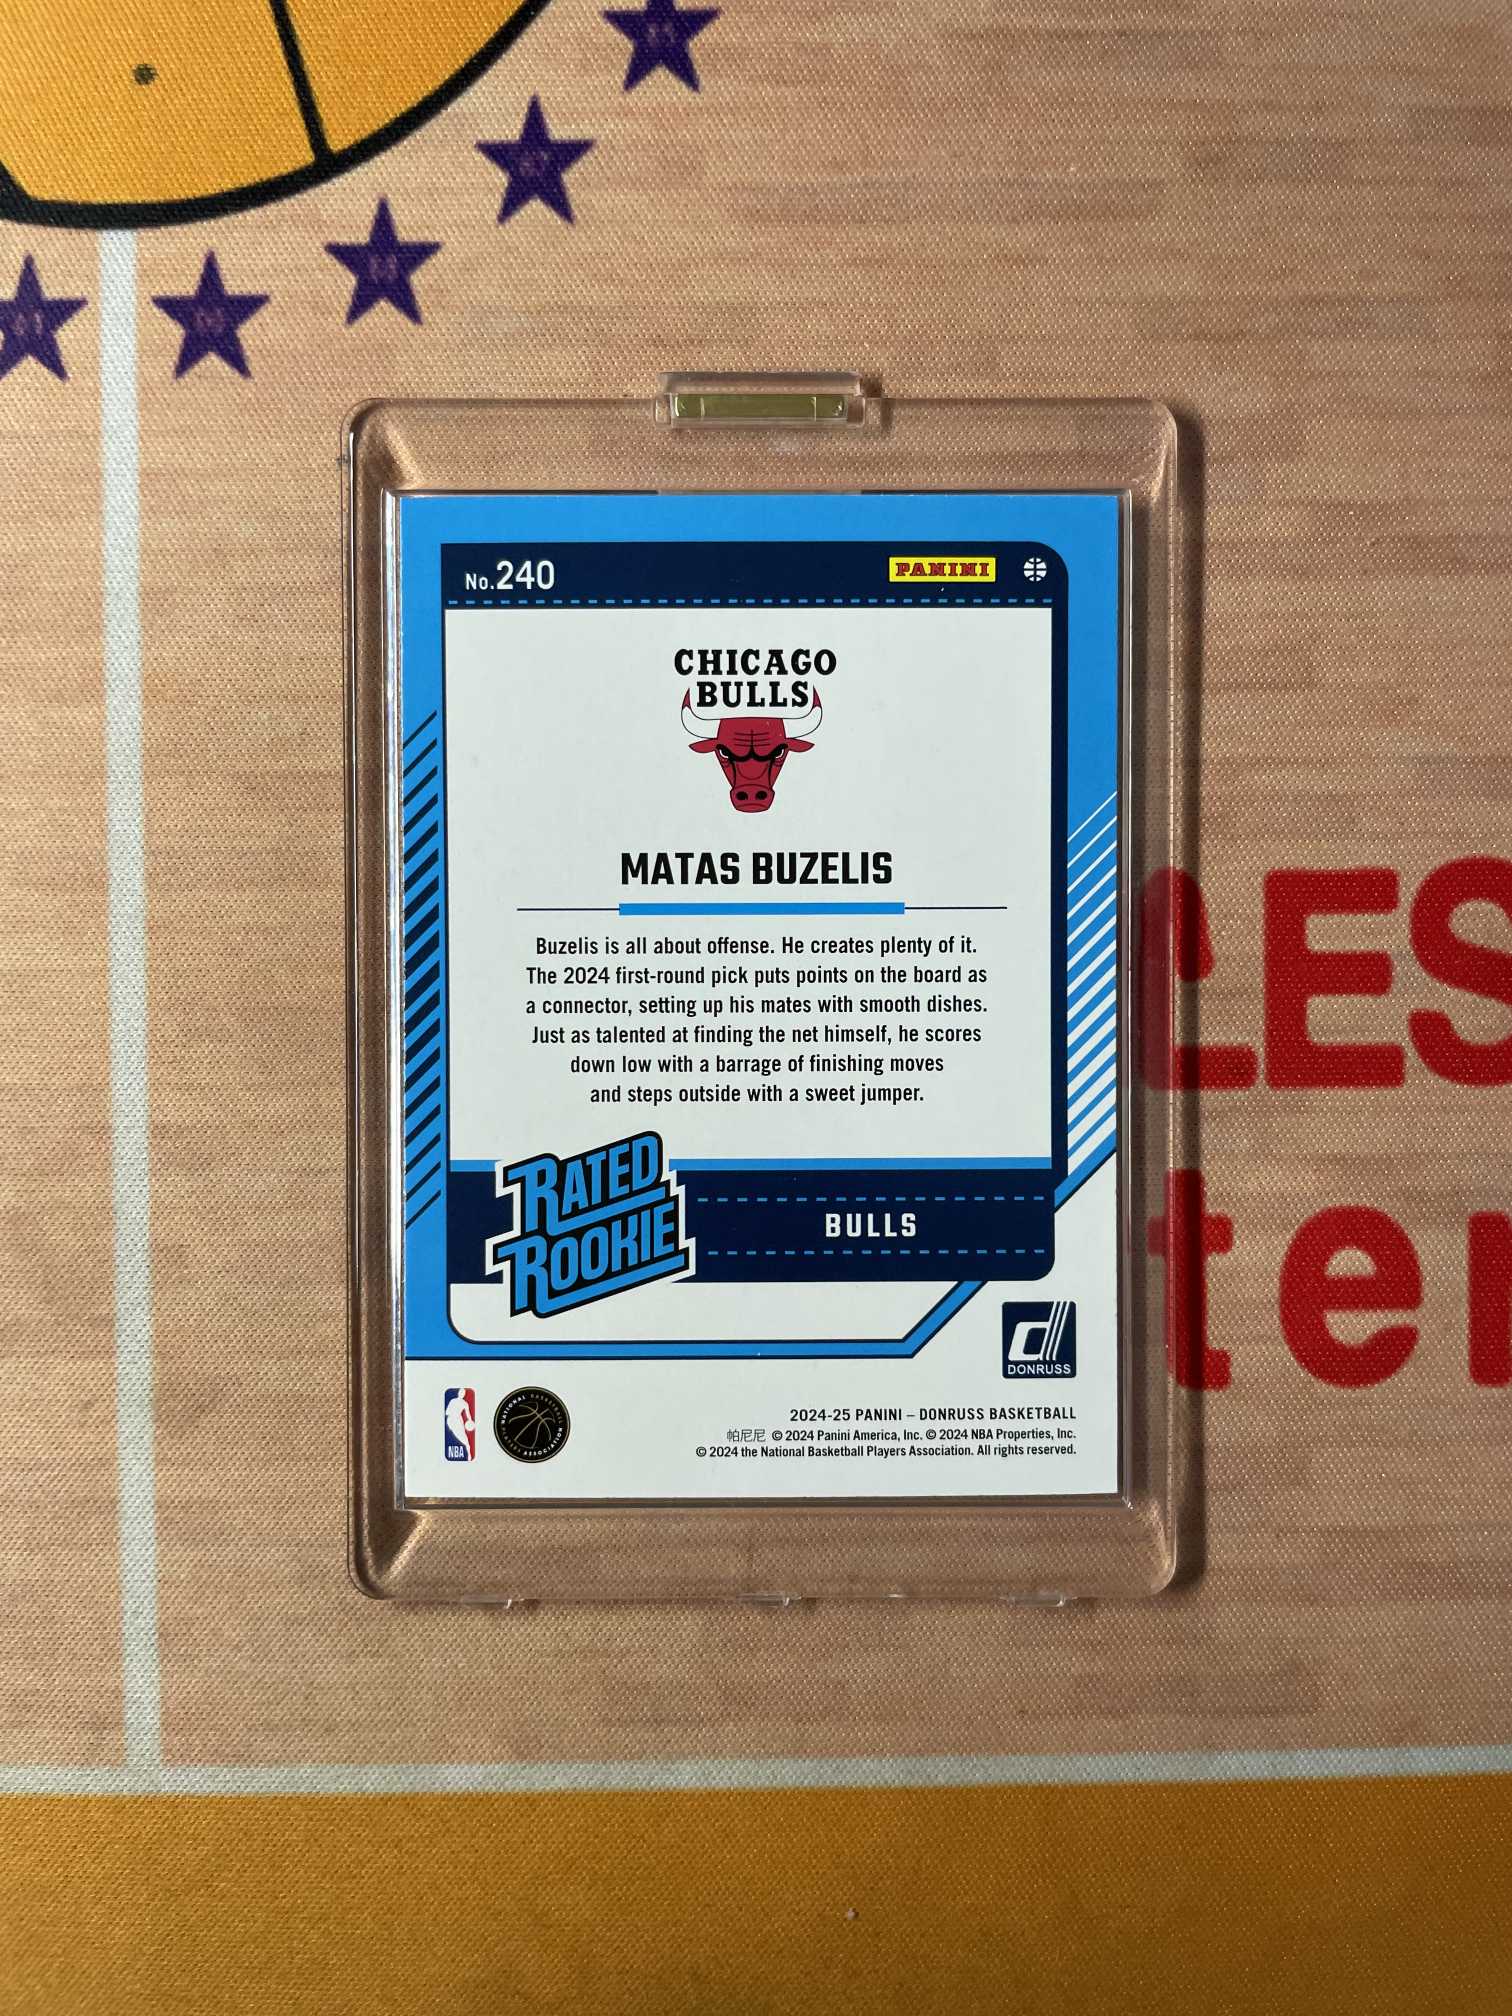 No.240
PANINI
CHICAGO
BULLS
MATAS BUZELIS
Buzelis is all about offense. He creates plenty of it.
The 2024 first-round pick puts points on the board as
a connector, setting up his mates with smooth dishes.
Just as talented at finding the net himself, he scores
down low with a barrage of finishing moves
and steps outside with a sweet jumper.
RATED
ROOKIE
BULLS
DONRUSS
NBA
NATIONAL BASKETBALL
PLAYERS ASSOCIATION
2024-25 PANINI – DONRUSS BASKETBALL
帕尼尼 © 2024 Panini America, Inc. © 2024 NBA Properties, Inc.
© 2024 the National Basketball Players Association. All rights reserved.